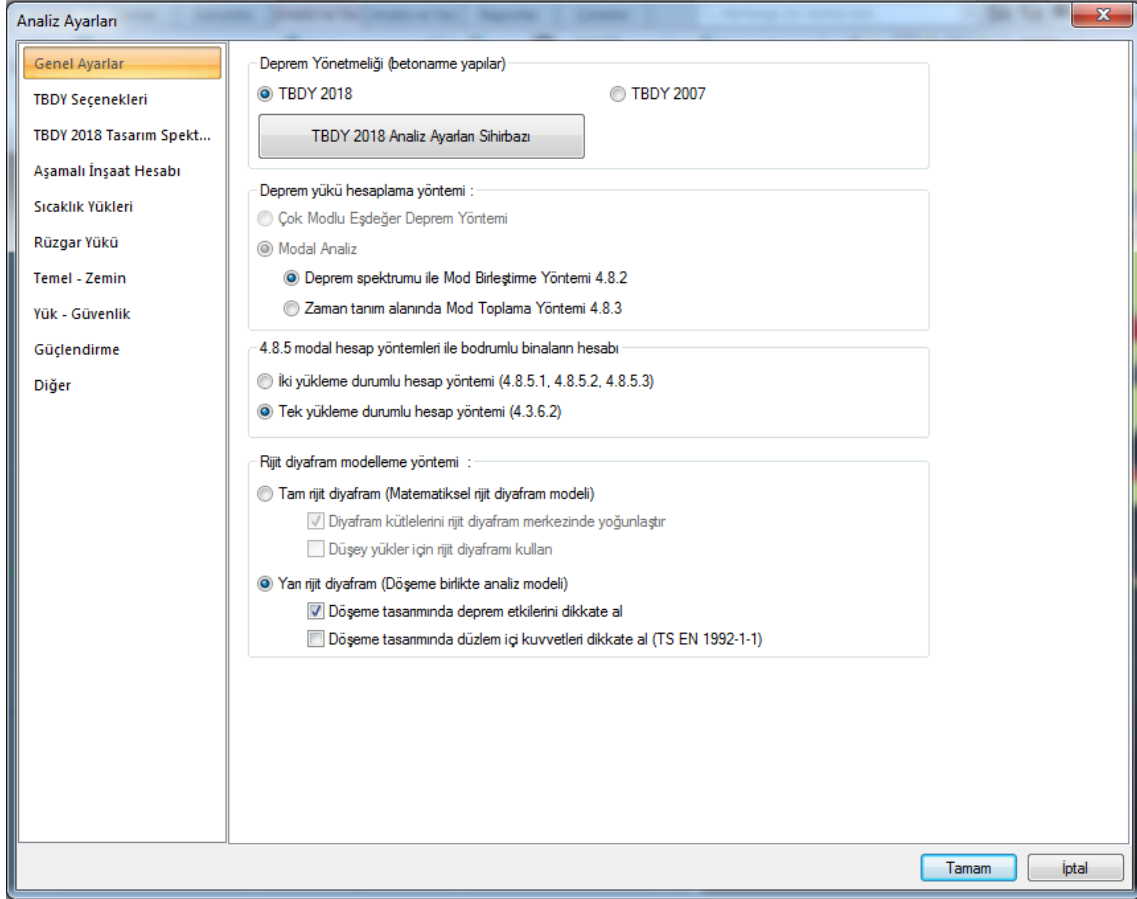 Analiz Ayarları
Genel Ayarlar
TBDY Seçenekleri
TBDY 2018 Tasarım Spekt...
Aşamalı İnşaat Hesabı
Sıcaklık Yükleri
Rüzgar Yükü
Temel - Zemin
Yük - Güvenlik
Güçlendirme
Diğer
Deprem Yönetmeliği (betonarme yapılar)
TBDY 2018
TBDY 2007
TBDY 2018 Analiz Ayarları Sihirbazı
Deprem yükü hesaplama yöntemi :
Çok Modlu Eşdeğer Deprem Yöntemi
Modal Analiz
Deprem spektrumu ile Mod Birleştirme Yöntemi 4.8.2
Zaman tanım alanında Mod Toplama Yöntemi 4.8.3
4.8.5 modal hesap yöntemleri ile bodrumlu binaların hesabı
İki yükleme durumlu hesap yöntemi (4.8.5.1, 4.8.5.2, 4.8.5.3)
Tek yükleme durumlu hesap yöntemi (4.3.6.2)
Rijit diyafram modelleme yöntemi :
Tam rijit diyafram (Matematiksel rijit diyafram modeli)
Diyafram kütlelerini rijit diyafram merkezinde yoğunlaştır
Düşey yükler için rijit diyaframı kullan
Yarı rijit diyafram (Döşeme birlikte analiz modeli)
Döşeme tasarımında deprem etkilerini dikkate al
Döşeme tasarımında düzlem içi kuvvetleri dikkate al (TS EN 1992-1-1)
Tamam
İptal